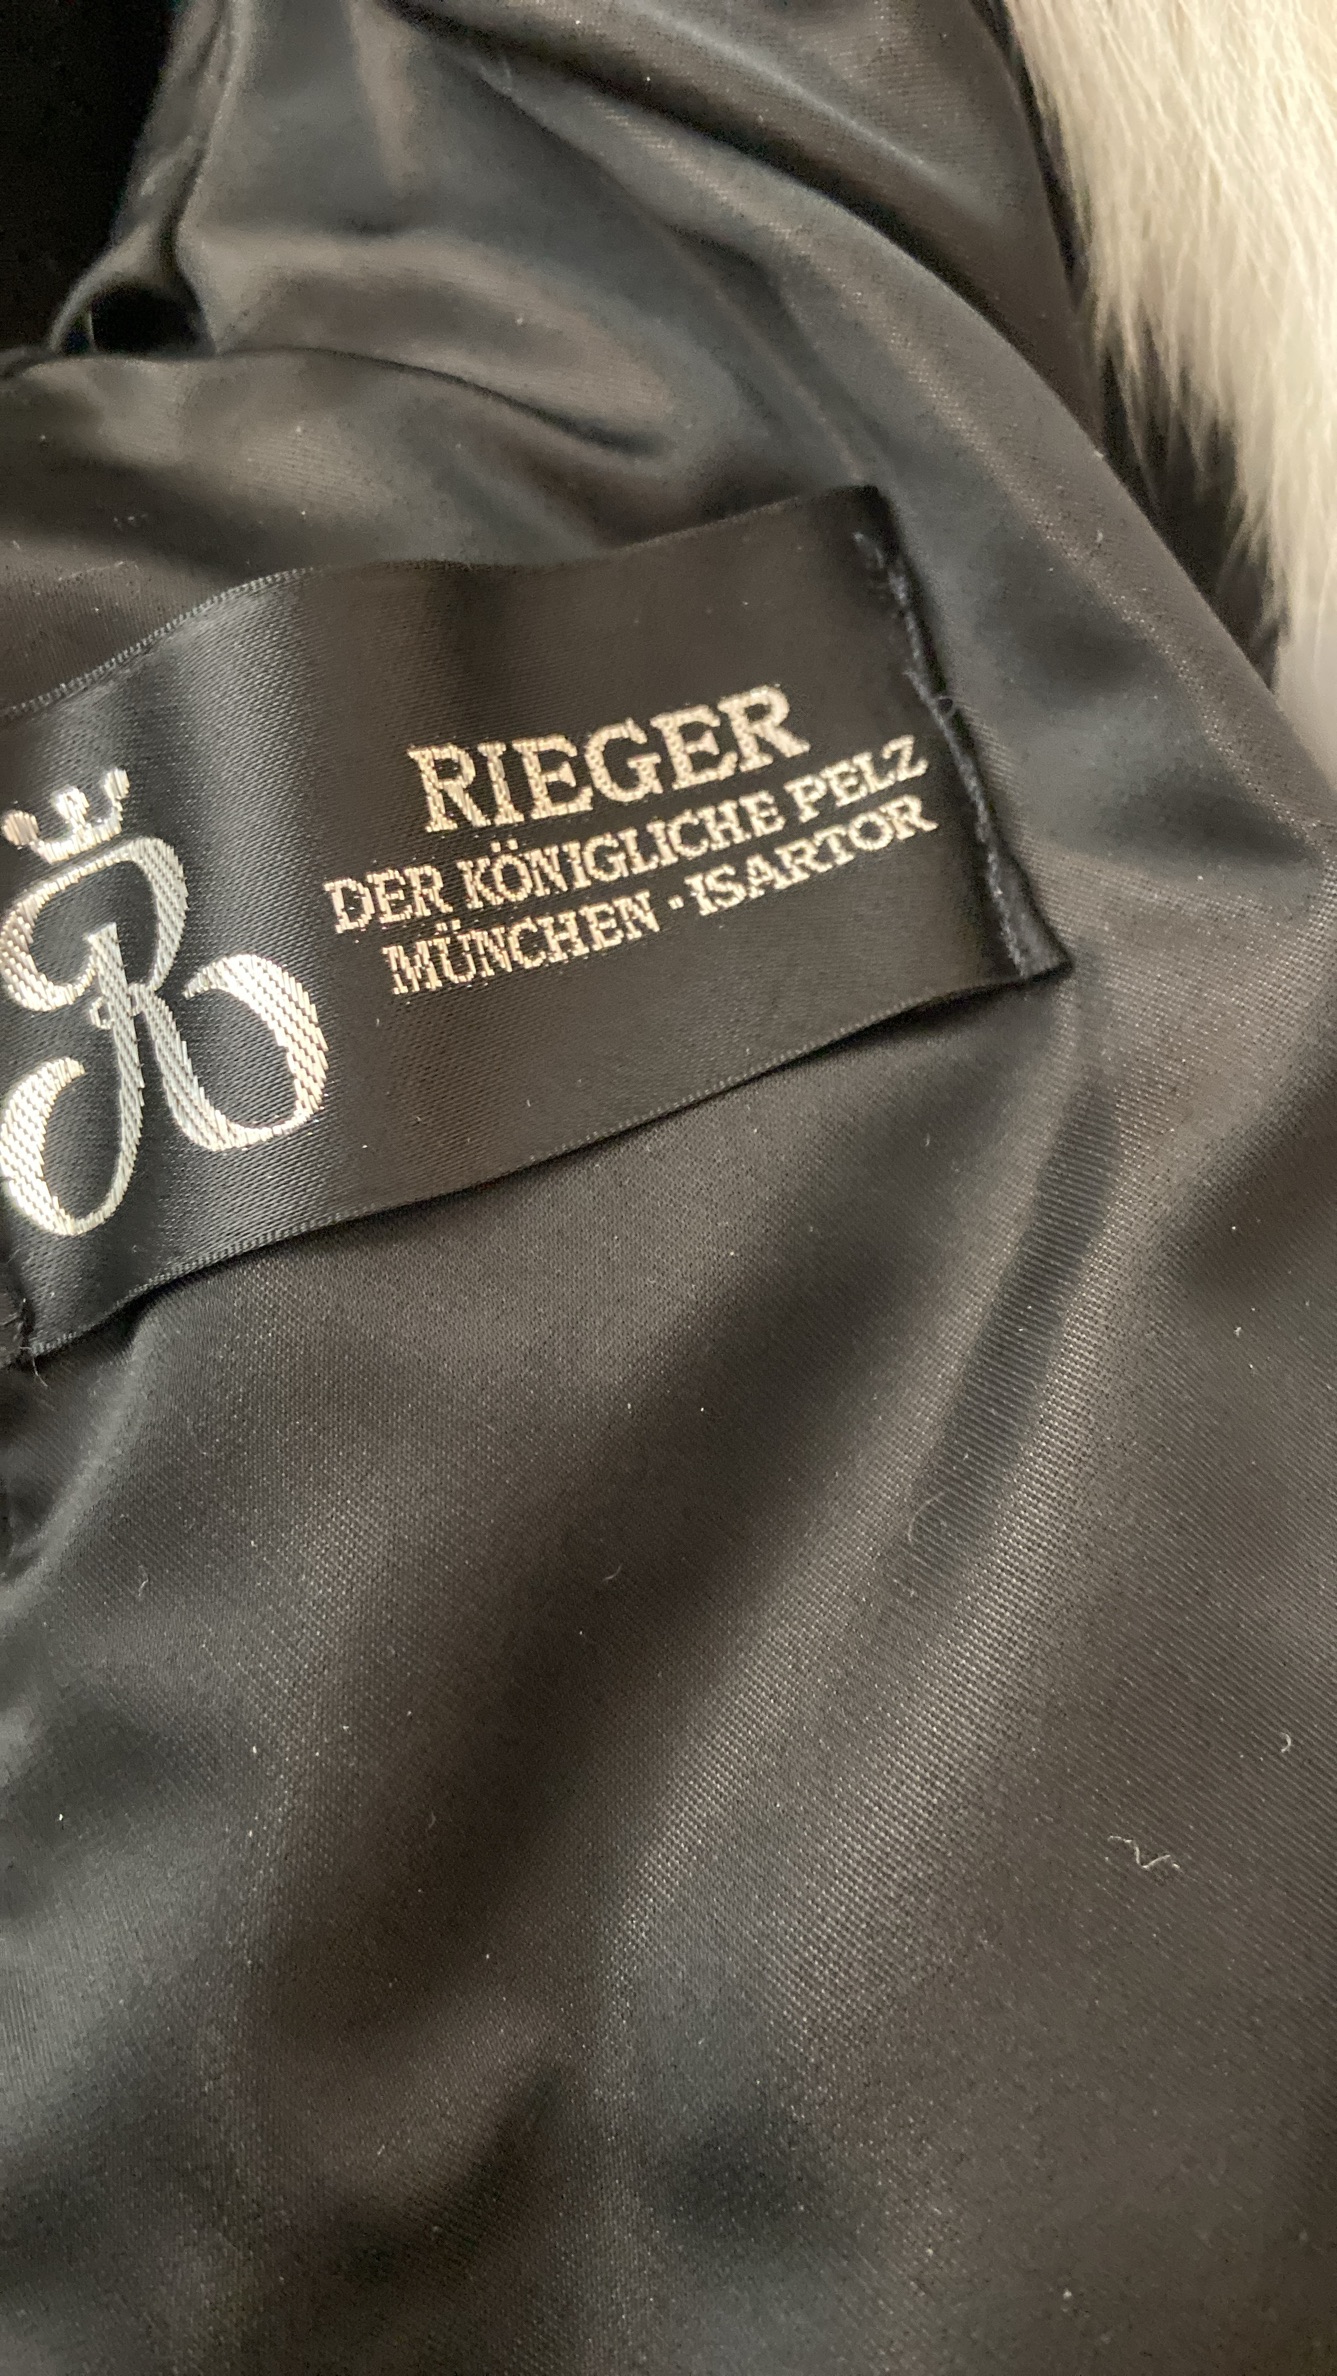 R
RIEGER
DER KÖNIGLICHE PELZ
MÜNCHEN · ISARTOR